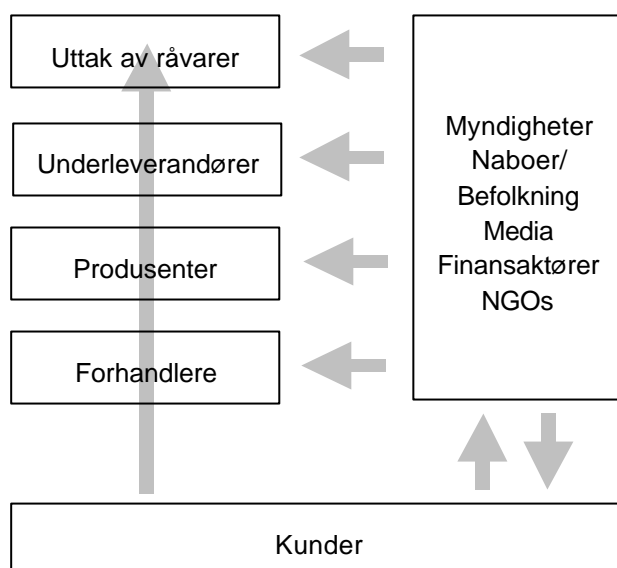 Uttak av råvarer
Underleverandører
Produsenter
Forhandlere
Myndigheter
Naboer/
Befolkning
Media
Finansaktører
NGOs
Kunder